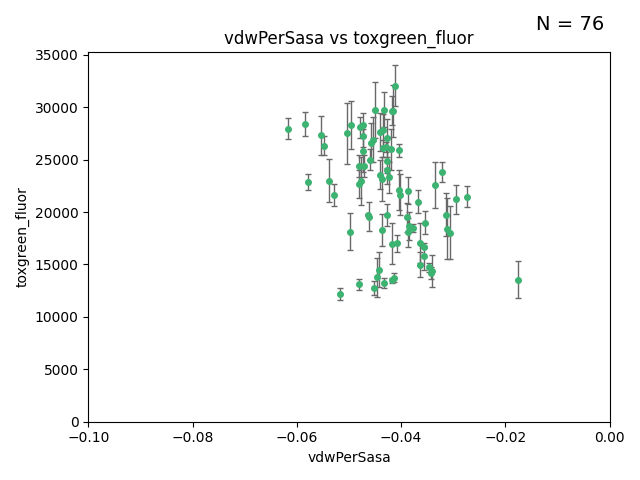 N = 76
vdwPerSasa vs toxgreen_fluor
35000
30000
25000
20000
15000
10000
5000
0
toxgreen_fluor
−0.10 −0.08 −0.06 −0.04 −0.02 0.00
vdwPerSasa